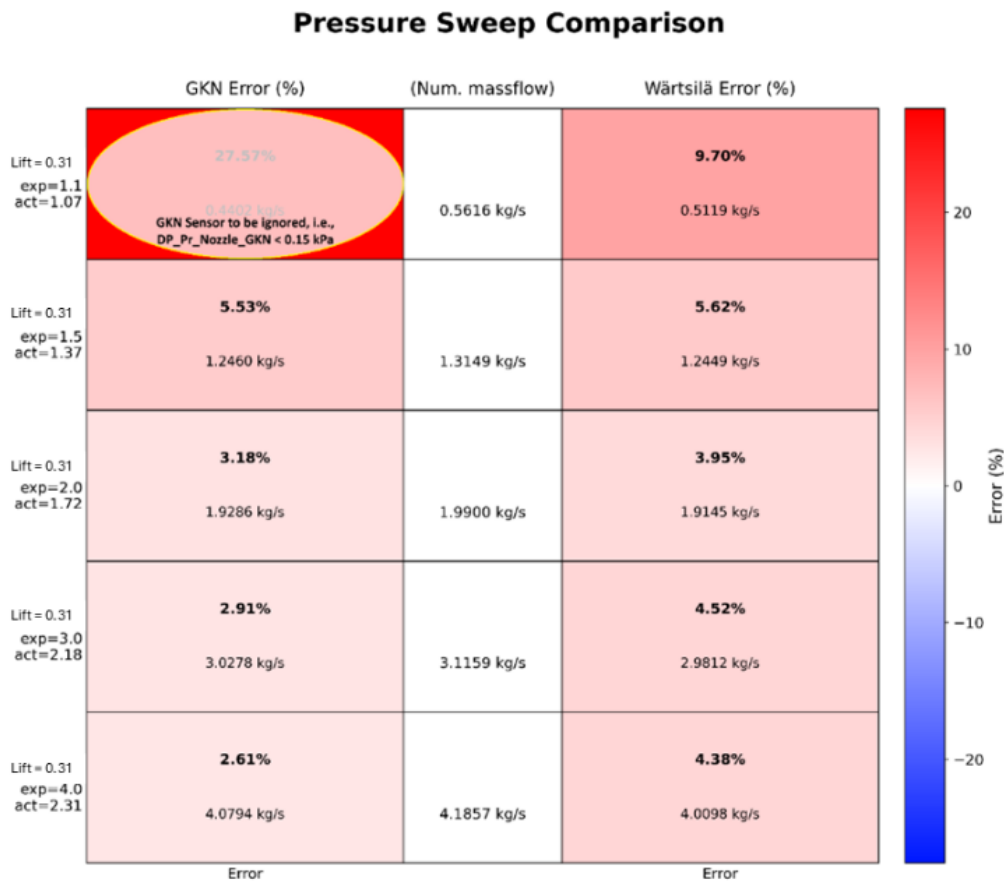 Pressure Sweep Comparison
GKN Error (%)
(Num. massflow)
Wärtsilä Error (%)
Lift = 0.31
exp=1.1
act=1.07
27.57%
0.4402 kg/s
GKN Sensor to be ignored, i.e.,
DP_Pr_Nozzle_GKN < 0.15 kPa
0.5616 kg/s
9.70%
0.5119 kg/s
Lift = 0.31
exp=1.5
act=1.37
5.53%
1.2460 kg/s
1.3149 kg/s
5.62%
1.2449 kg/s
Lift = 0.31
exp=2.0
act=1.72
3.18%
1.9286 kg/s
1.9900 kg/s
3.95%
1.9145 kg/s
Lift = 0.31
exp=3.0
act=2.18
2.91%
3.0278 kg/s
3.1159 kg/s
4.52%
2.9812 kg/s
Lift = 0.31
exp=4.0
act=2.31
2.61%
4.0794 kg/s
4.1857 kg/s
4.38%
4.0098 kg/s
Error
Error
20
10
0
−10
−20
Error (%)